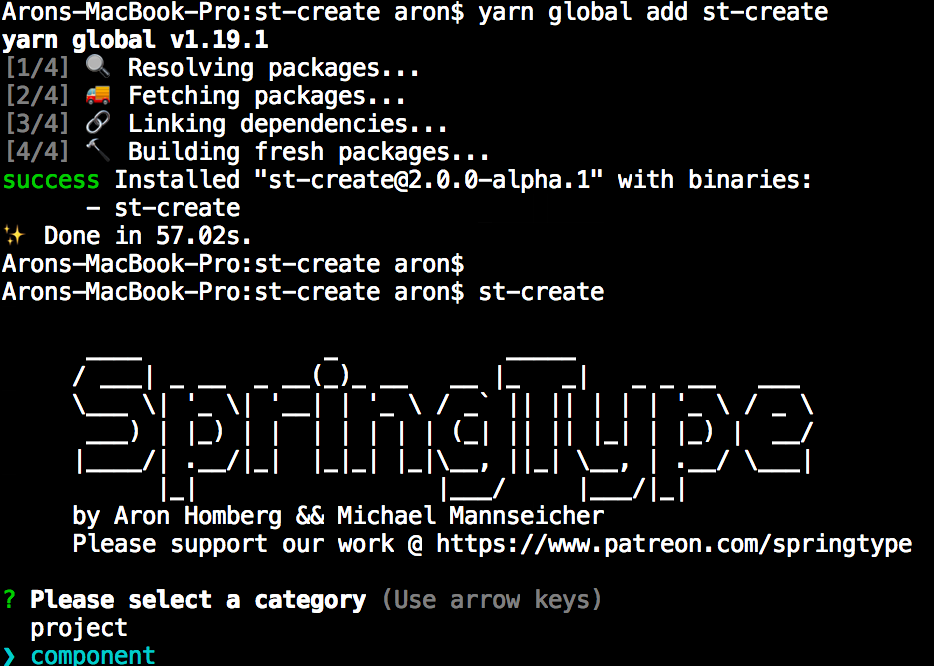 Arons-MacBook-Pro:st-create aron$ yarn global add st-create
yarn global v1.19.1
[1/4] 🔍 Resolving packages...
[2/4] 🚚 Fetching packages...
[3/4] 🔗 Linking dependencies...
[4/4] 🔨 Building fresh packages...
success Installed "st-create@2.0.0-alpha.1" with binaries:
- st-create
✨ Done in 57.02s.
Arons-MacBook-Pro:st-create aron$
Arons-MacBook-Pro:st-create aron$ st-create
SpringType
by Aron Homberg && Michael Mannseicher
Please support our work @ https://www.patreon.com/springtype
? Please select a category (Use arrow keys)
project
❯ component